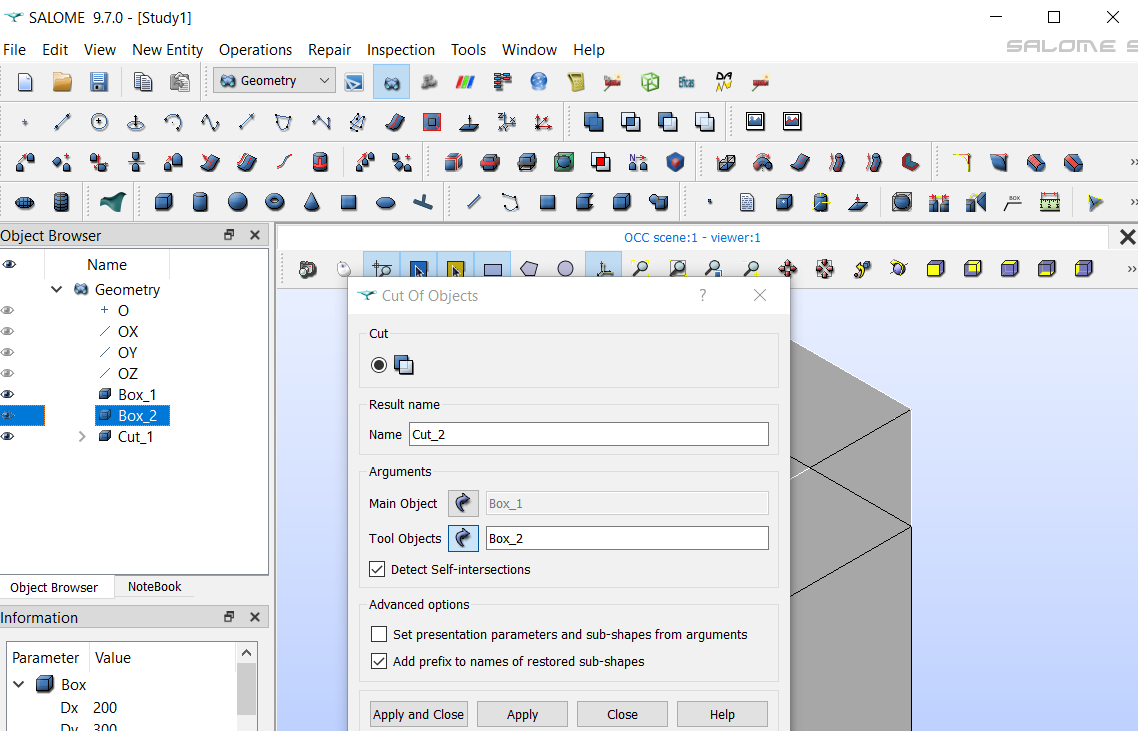 SALOME 9.7.0 - [Study1]
File Edit View New Entity Operations Repair Inspection Tools Window Help
SALOME
Geometry
Eficas
N
BOX
Object Browser
OCC scene:1 - viewer:1
Name
Geometry
O
OX
OY
OZ
Box_1
Box_2
Cut_1
Object Browser NoteBook
Information
Parameter Value
Box
Dx 200
Dy 300
Cut Of Objects ?
Cut
Result name
Name Cut_2
Arguments
Main Object Box_1
Tool Objects Box_2
Detect Self-intersections
Advanced options
Set presentation parameters and sub-shapes from arguments
Add prefix to names of restored sub-shapes
Apply and Close Apply Close Help